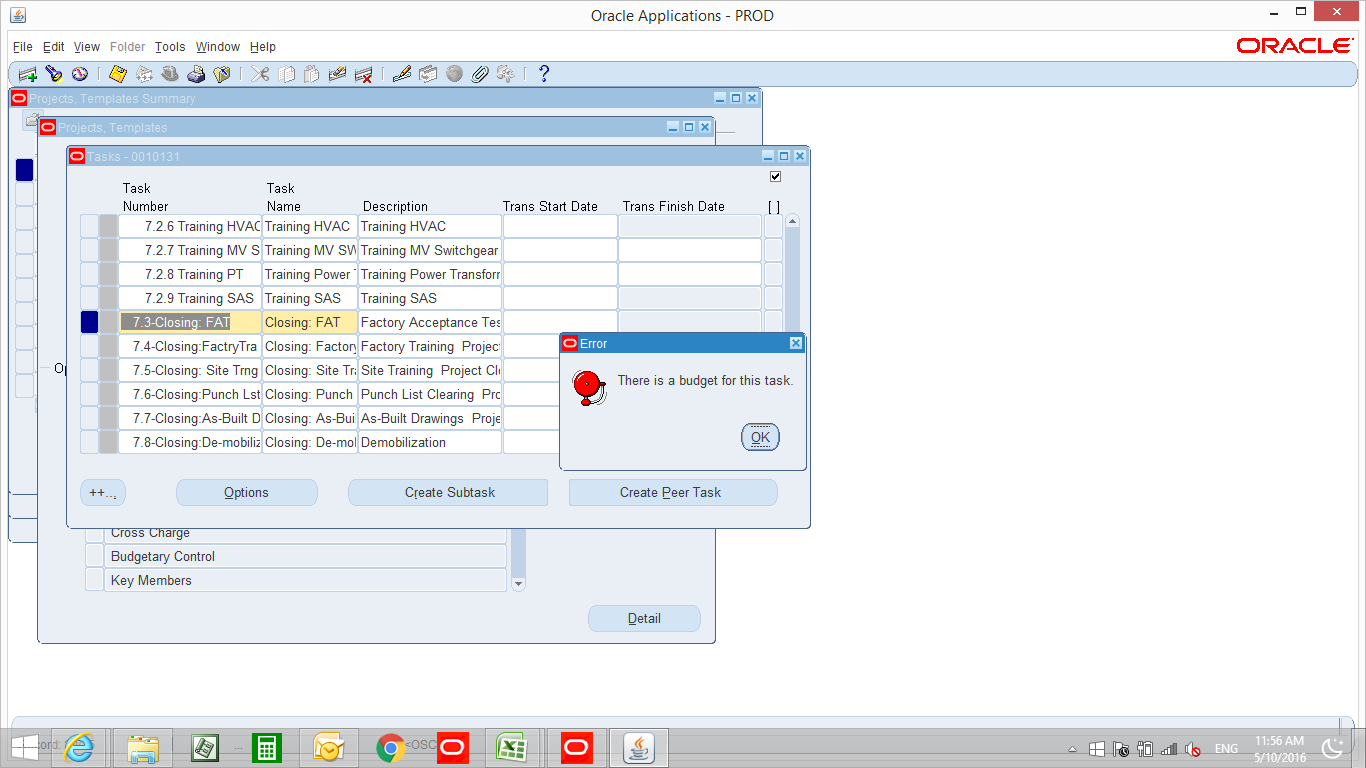 Oracle Applications - PROD
File Edit View Folder Tools Window Help
ORACLE
Projects, Templates Summary
Projects, Templates
Tasks - 0010131
Task Task
Number Name Description Trans Start Date Trans Finish Date [ ]
7.2.6 Training HVAC Training HVAC Training HVAC
7.2.7 Training MV S Training MV SW Training MV Switchgear
7.2.8 Training PT Training Power T Training Power Transforn
7.2.9 Training SAS Training SAS Training SAS
7.3-Closing: FAT Closing: FAT Factory Acceptance Tes
7.4-Closing:FactryTra Closing: Factory Factory Training Projec
7.5-Closing: Site Trng Closing: Site Tra Site Training Project Clo
7.6-Closing:Punch Lst Closing: Punch Punch List Clearing Pro
7.7-Closing:As-Built D Closing: As-Bui As-Built Drawings Proje
7.8-Closing:De-mobiliz Closing: De-mol Demobilization
Op
Error
There is a budget for this task.
OK
++...
Options
Create Subtask
Create Peer Task
Cross Charge
Budgetary Control
Key Members
Detail
cord:
...
<OSC
ENG
11:56 AM
5/10/2016